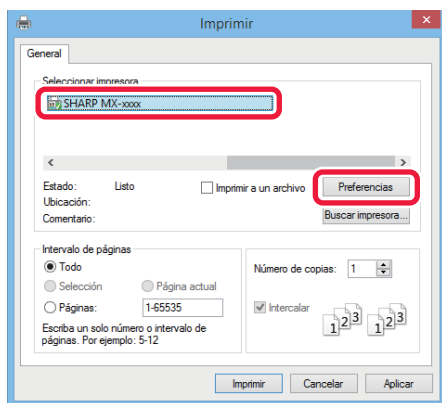 Imprimir
General
Seleccionar impresora
SHARP MX-xxxx
Estado: Listo
Imprimir a un archivo
Preferencias
Ubicación:
Comentario:
Buscar impresora...
Intervalo de páginas
Todo
Selección
Página actual
Páginas: 1-65535
Escriba un solo número o intervalo de
páginas. Por ejemplo: 5-12
Número de copias: 1
Intercalar
1 2 3 1 2 3
Imprimir
Cancelar
Aplicar